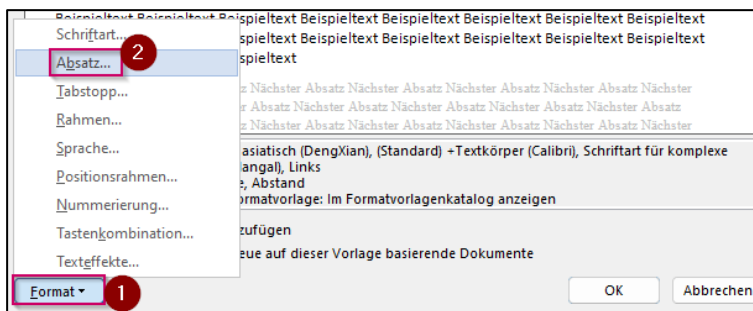 Beispieltext Beispieltext Beispieltext Beispieltext Beispieltext Beispieltext Beispieltext
Schriftart...
spieltext Beispieltext Beispieltext Beispieltext Beispieltext Beispieltext
2
Absatz...
spieltext
Tabstopp...
z Nächster Absatz Nächster Absatz Nächster Absatz Nächster Absatz Nächster
r Absatz Nächster Absatz Nächster Absatz Nächster Absatz Nächster Absatz
Rahmen...
z Nächster Absatz Nächster Absatz Nächster Absatz Nächster Absatz Nächster
Sprache...
asiatisch (DengXian), (Standard) +Textkörper (Calibri), Schriftart für komplexe
Positionsrahmen...
angal), Links
e, Abstand
Nummerierung...
ormatvorlage: Im Formatvorlagenkatalog anzeigen
Tastenkombination...
zufügen
Texteffekte...
eue auf dieser Vorlage basierende Dokumente
Format
1
OK
Abbrechen